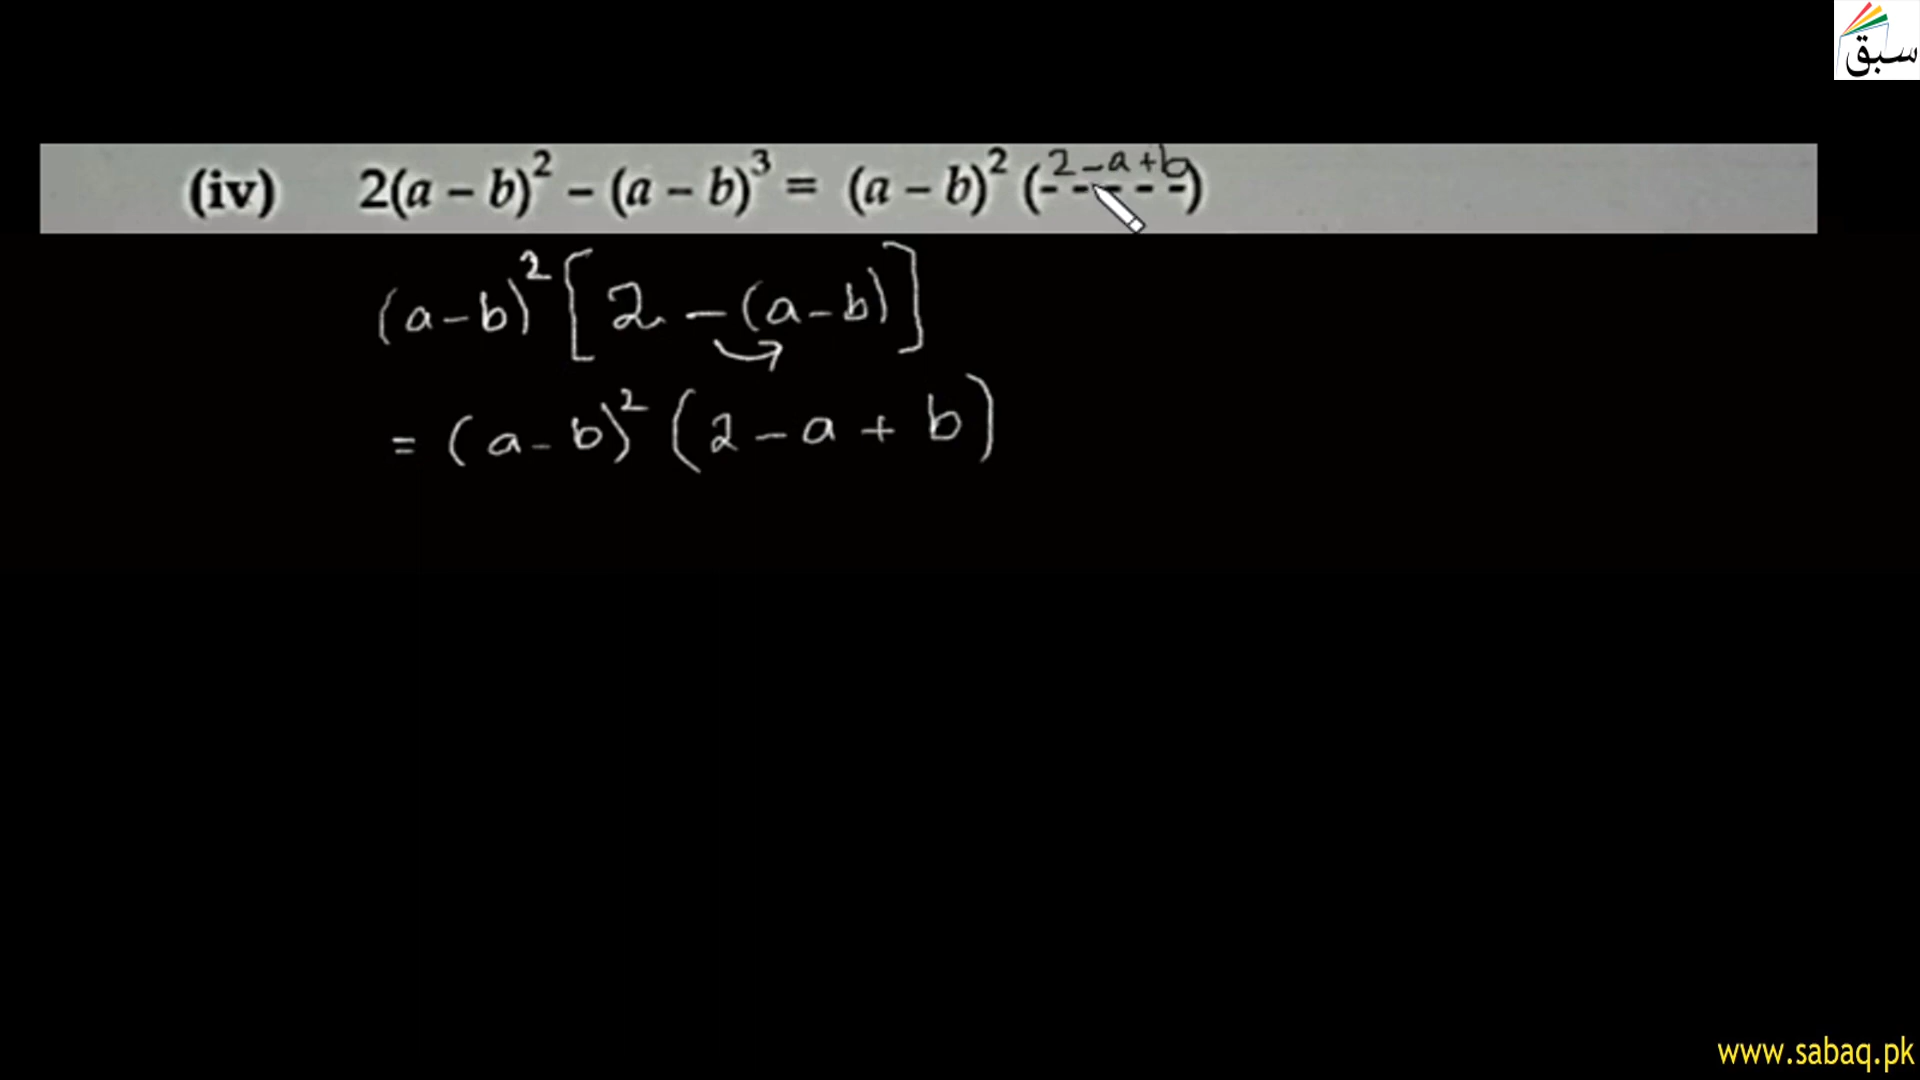 سبق
(iv) 2(a – b)² – (a – b)³ = (a – b)² (2 – a + b)
(a – b)² [2 – (a – b)]
= (a – b)² (2 – a + b)
www.sabaq.pk